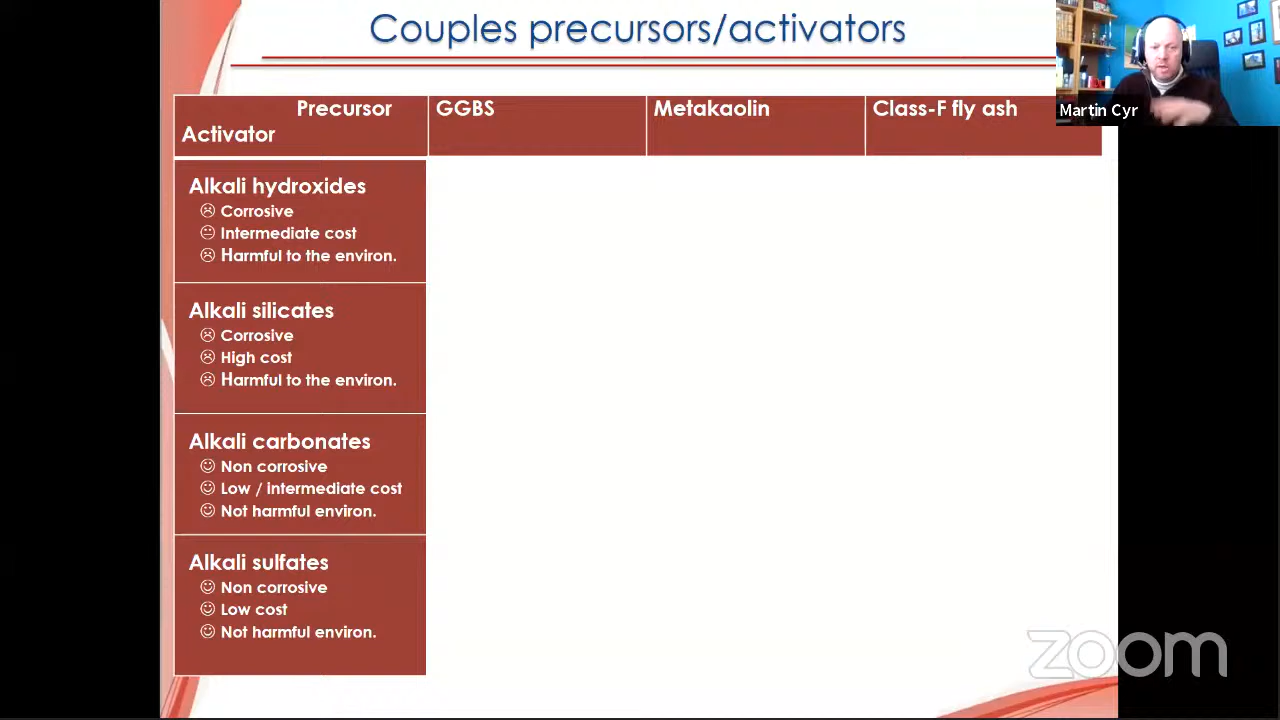 Couples precursors/activators
Martin Cyr
Precursor
Activator
GGBS
Metakaolin
Class-F fly ash
Alkali hydroxides
☹ Corrosive
😐 Intermediate cost
☹ Harmful to the environ.
Alkali silicates
☹ Corrosive
☹ High cost
☹ Harmful to the environ.
Alkali carbonates
☺ Non corrosive
☺ Low / intermediate cost
☺ Not harmful environ.
Alkali sulfates
☺ Non corrosive
☺ Low cost
☺ Not harmful environ.
zoom